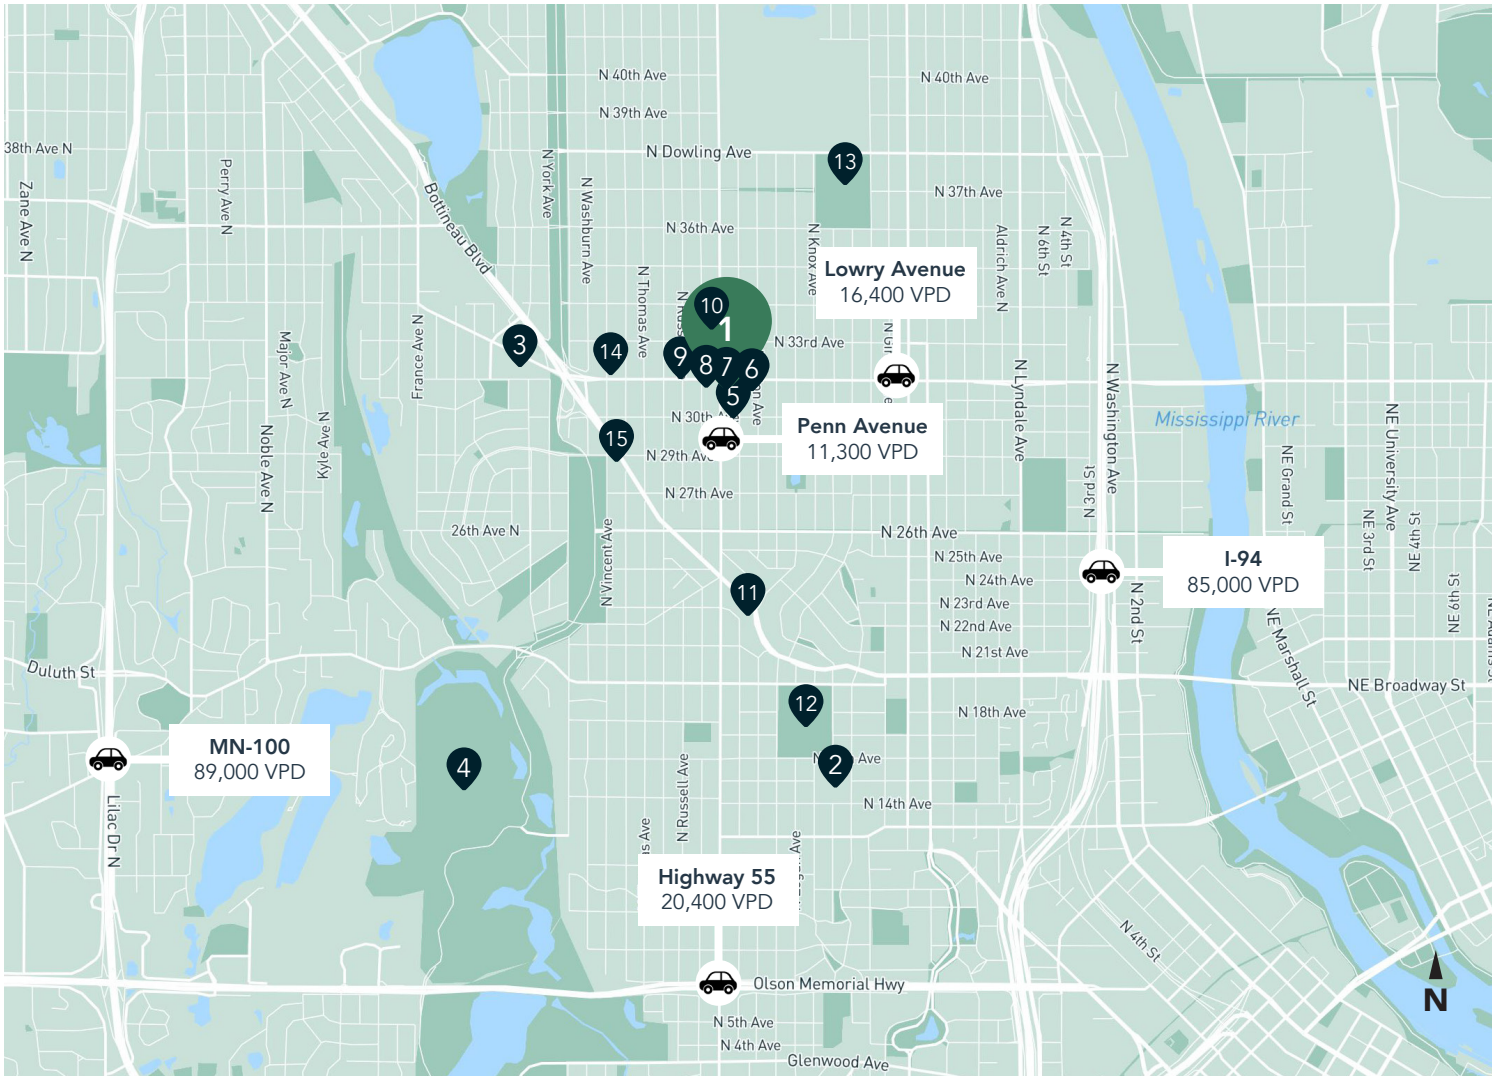 N 40th Ave
N 40th Ave
N 39th Ave
38th Ave N
N Dowling Ave
13
Zane Ave N
Perry Ave N
Bottineau Blvd
N York Ave
N Washburn Ave
N 37th Ave
N 36th Ave
N Knox Ave
Aldrich Ave N
N 6th St
N 4th St
Lowry Avenue
16,400 VPD
N Thomas Ave
10
1
N 33rd Ave
Major Ave N
France Ave N
3
14
9
8
7
6
5
N Lyndale Ave
N Washington Ave
Mississippi River
NE University Ave
N 30th Ave
Penn Avenue
11,300 VPD
Noble Ave N
Kyle Ave N
15
N 29th Ave
N 27th Ave
N 3rd St
NE Grand St
NE 3rd St
NE 4th St
26th Ave N
N Vincent Ave
N 26th Ave
N 25th Ave
N 24th Ave
N 23rd Ave
N 22nd Ave
N 21st Ave
11
I-94
85,000 VPD
N 2nd St
NE Marshall St
NE 6th St
Duluth St
NE Broadway St
12
N 18th Ave
MN-100
89,000 VPD
4
2
Ave
N Russell Ave
N 14th Ave
Lilac Dr N
Highway 55
20,400 VPD
N 4th St
Olson Memorial Hwy
N
N 5th Ave
N 4th Ave
Glenwood Ave